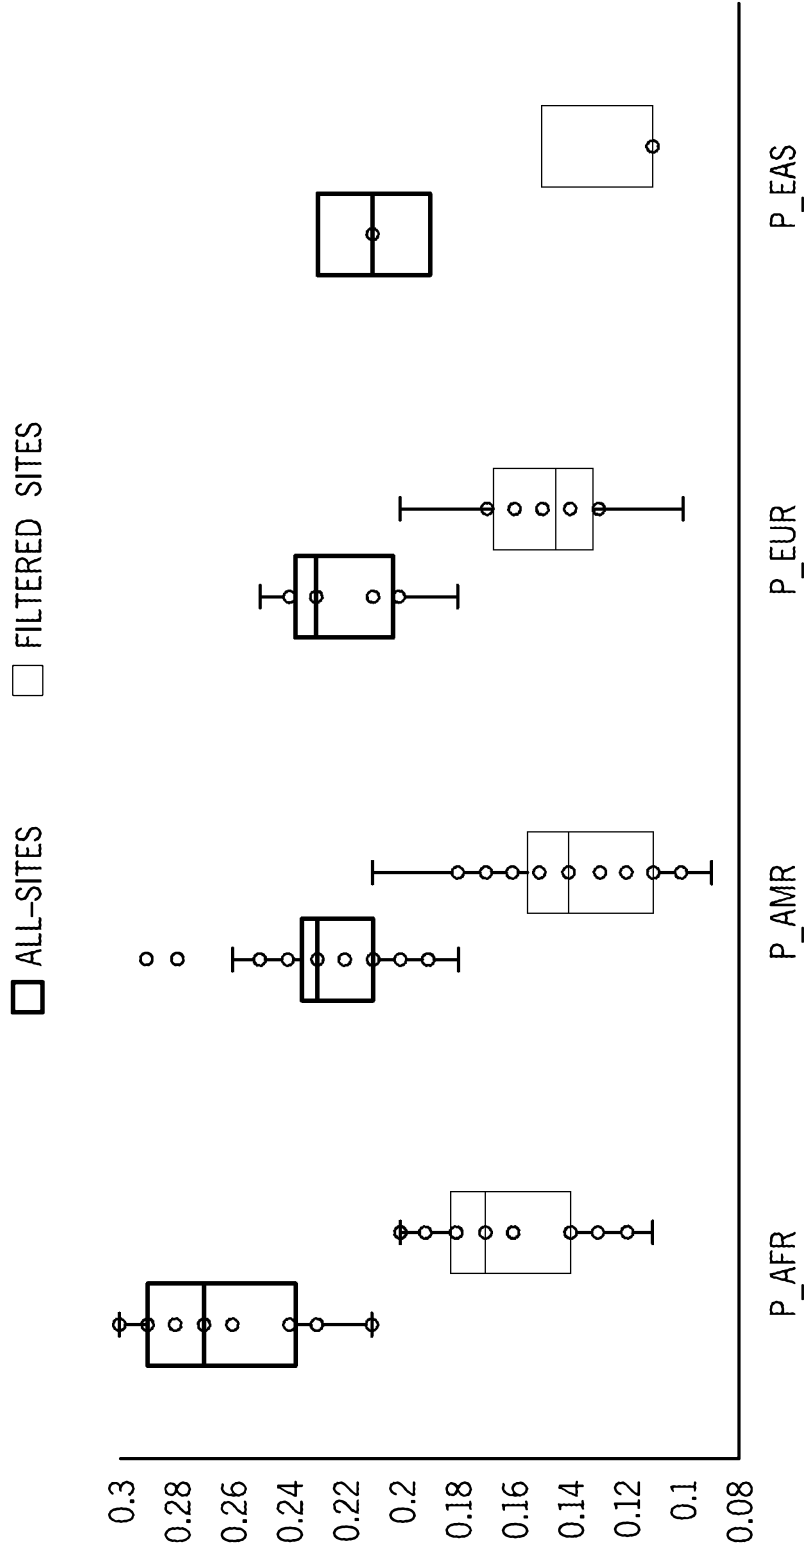 ALL-SITES
FILTERED SITES
0.3
0.28
0.26
0.24
0.22
0.2
0.18
0.16
0.14
0.12
0.1
0.08
P_AFR
P_AMR
P_EUR
P_EAS